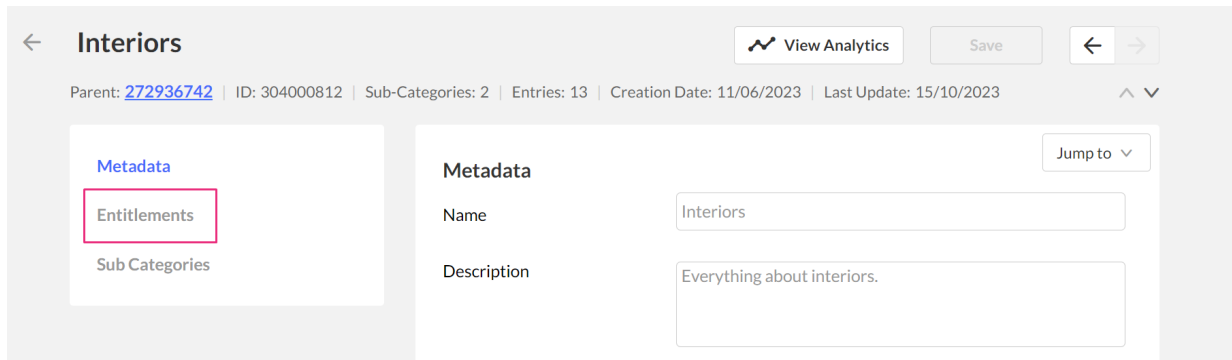 Interiors
View Analytics
Save
Parent: 272936742 | ID: 304000812 | Sub-Categories: 2 | Entries: 13 | Creation Date: 11/06/2023 | Last Update: 15/10/2023
Metadata
Entitlements
Sub Categories
Jump to
Metadata
Name
Interiors
Description
Everything about interiors.